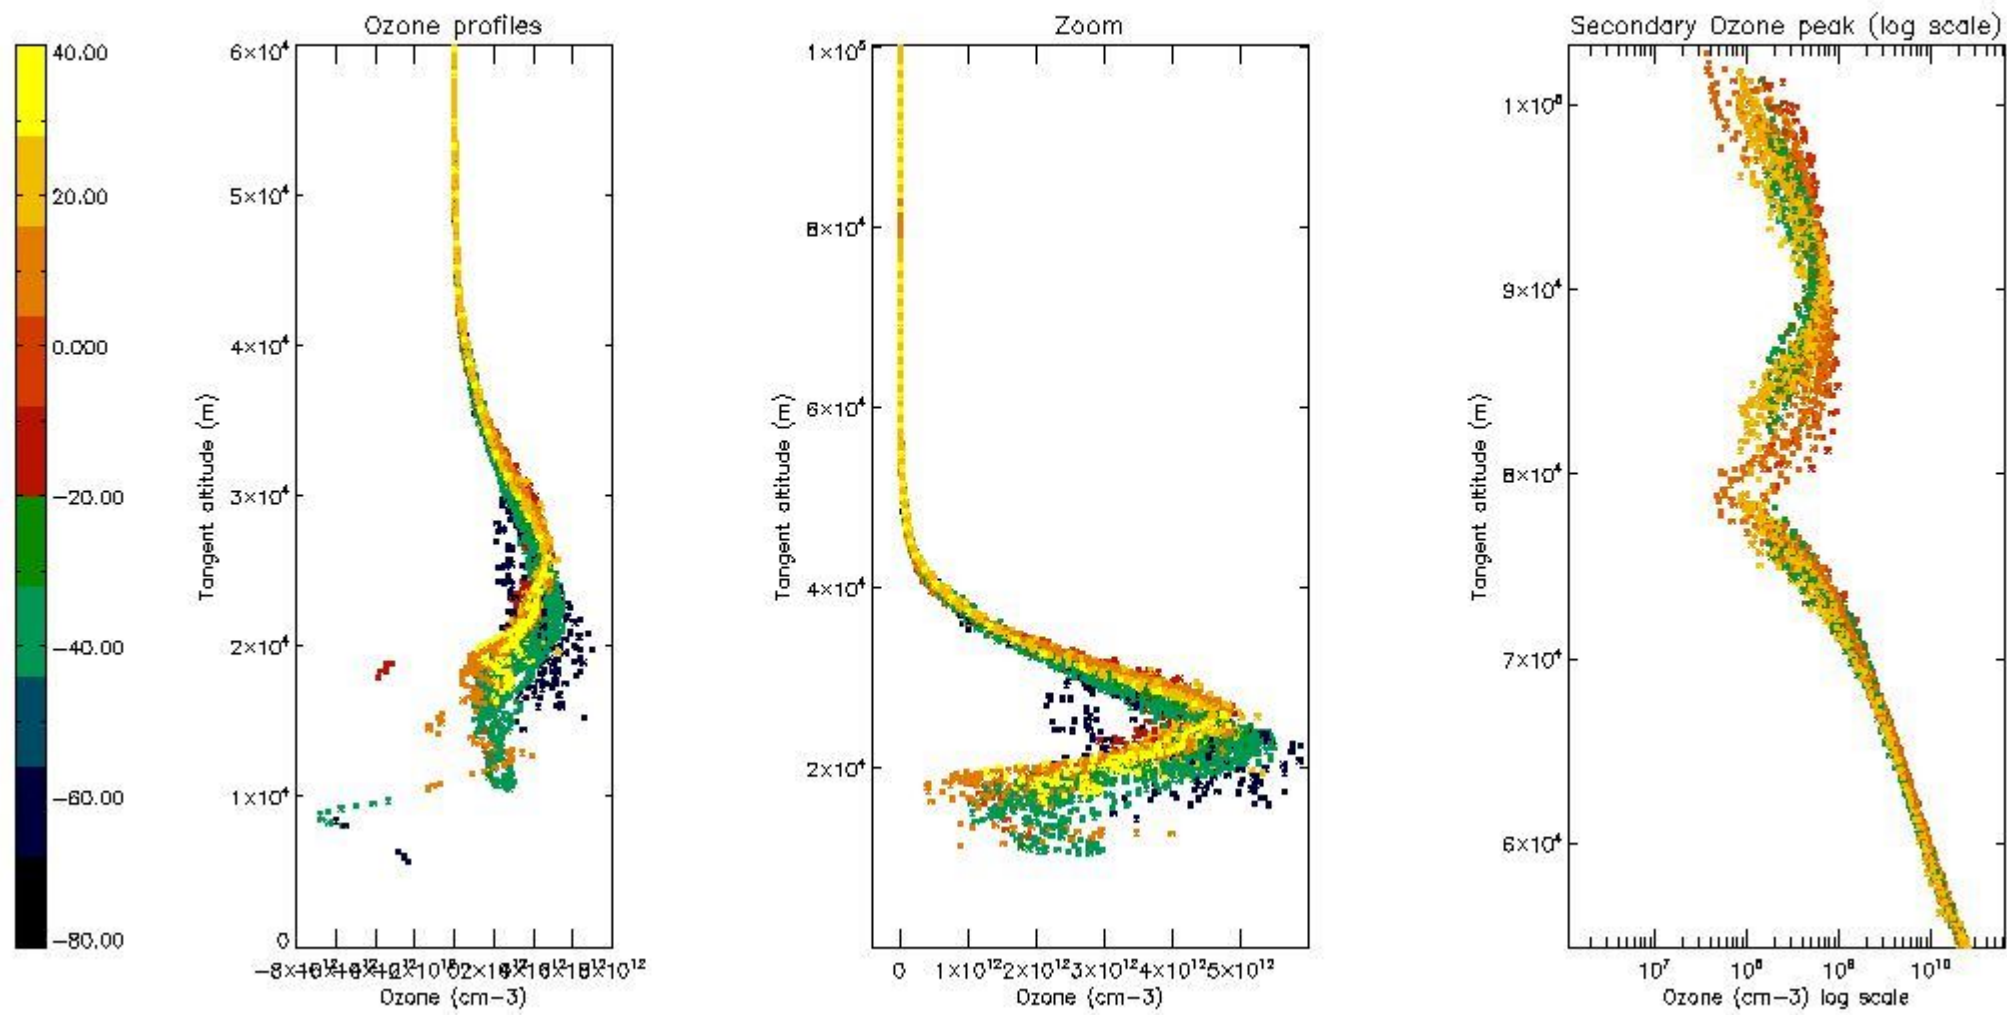 Ozone profiles
Zoom
Secondary Ozone peak (log scale)
40.00
20.00
0.000
−20.00
−40.00
−60.00
−80.00
6×10⁴
5×10⁴
4×10⁴
3×10⁴
2×10⁴
1×10⁴
0
Tangent altitude (m)
Ozone (cm−3)
1×10⁵
8×10⁴
6×10⁴
4×10⁴
2×10⁴
Tangent altitude (m)
0 1×10¹² 2×10¹² 3×10¹² 4×10¹² 5×10¹²
Ozone (cm−3)
9×10⁴
8×10⁴
7×10⁴
6×10⁴
Tangent altitude (m)
10⁷ 10⁸ 10⁹ 10¹⁰
Ozone (cm−3) log scale